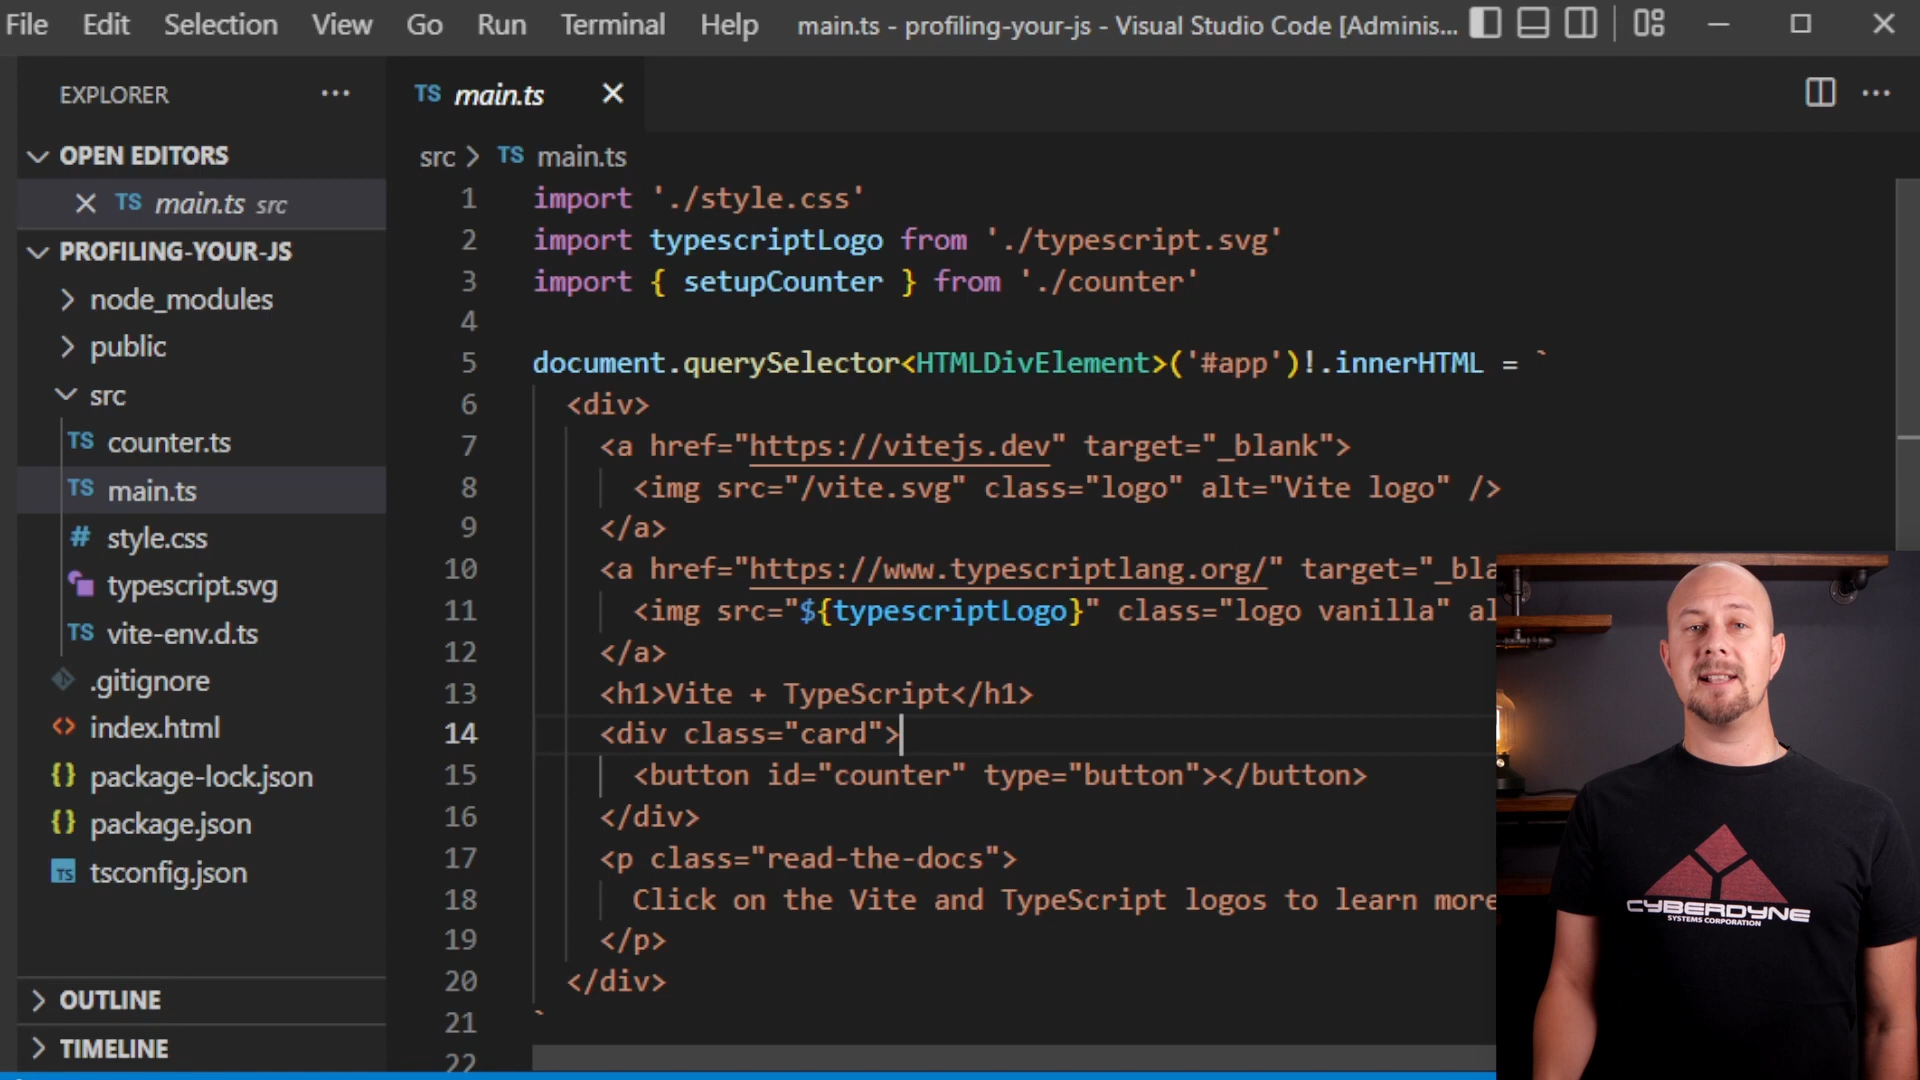 File Edit Selection View Go Run Terminal Help main.ts - profiling-your-js - Visual Studio Code [Adminis...
EXPLORER ...
OPEN EDITORS
TS main.ts src
PROFILING-YOUR-JS
node_modules
public
src
TS counter.ts
TS main.ts
# style.css
typescript.svg
TS vite-env.d.ts
.gitignore
<> index.html
{} package-lock.json
{} package.json
TS tsconfig.json
OUTLINE
TIMELINE
TS main.ts
src > TS main.ts
1 import './style.css'
2 import typescriptLogo from './typescript.svg'
3 import { setupCounter } from './counter'
4
5 document.querySelector<HTMLDivElement>('#app')!.innerHTML = `
6 <div>
7 <a href="https://vitejs.dev" target="_blank">
8 <img src="/vite.svg" class="logo" alt="Vite logo" />
9 </a>
10 <a href="https://www.typescriptlang.org/" target="_bla
11 <img src="${typescriptLogo}" class="logo vanilla" al
12 </a>
13 <h1>Vite + TypeScript</h1>
14 <div class="card">
15 <button id="counter" type="button"></button>
16 </div>
17 <p class="read-the-docs">
18 Click on the Vite and TypeScript logos to learn more
19 </p>
20 </div>
21 `
22
CYBERDYNE
SYSTEMS CORPORATION